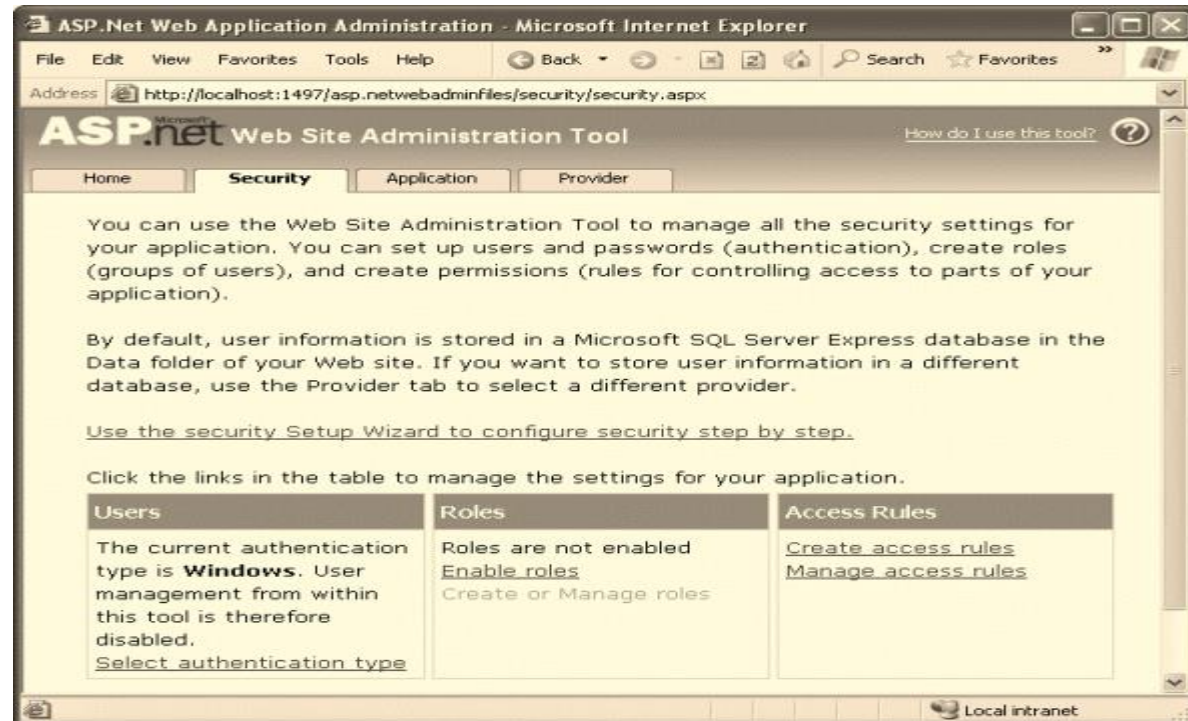 ASP.Net Web Application Administration - Microsoft Internet Explorer
File Edit View Favorites Tools Help Back Search Favorites »
Address http://localhost:1497/asp.netwebadminfiles/security/security.aspx
Microsoft
ASP.net Web Site Administration Tool How do I use this tool? ?
Home Security Application Provider
You can use the Web Site Administration Tool to manage all the security settings for
your application. You can set up users and passwords (authentication), create roles
(groups of users), and create permissions (rules for controlling access to parts of your
application).
By default, user information is stored in a Microsoft SQL Server Express database in the
Data folder of your Web site. If you want to store user information in a different
database, use the Provider tab to select a different provider.
Use the security Setup Wizard to configure security step by step.
Click the links in the table to manage the settings for your application.
Users Roles Access Rules
The current authentication Roles are not enabled Create access rules
type is Windows. User Enable roles Manage access rules
management from within Create or Manage roles
this tool is therefore
disabled.
Select authentication type
Local intranet